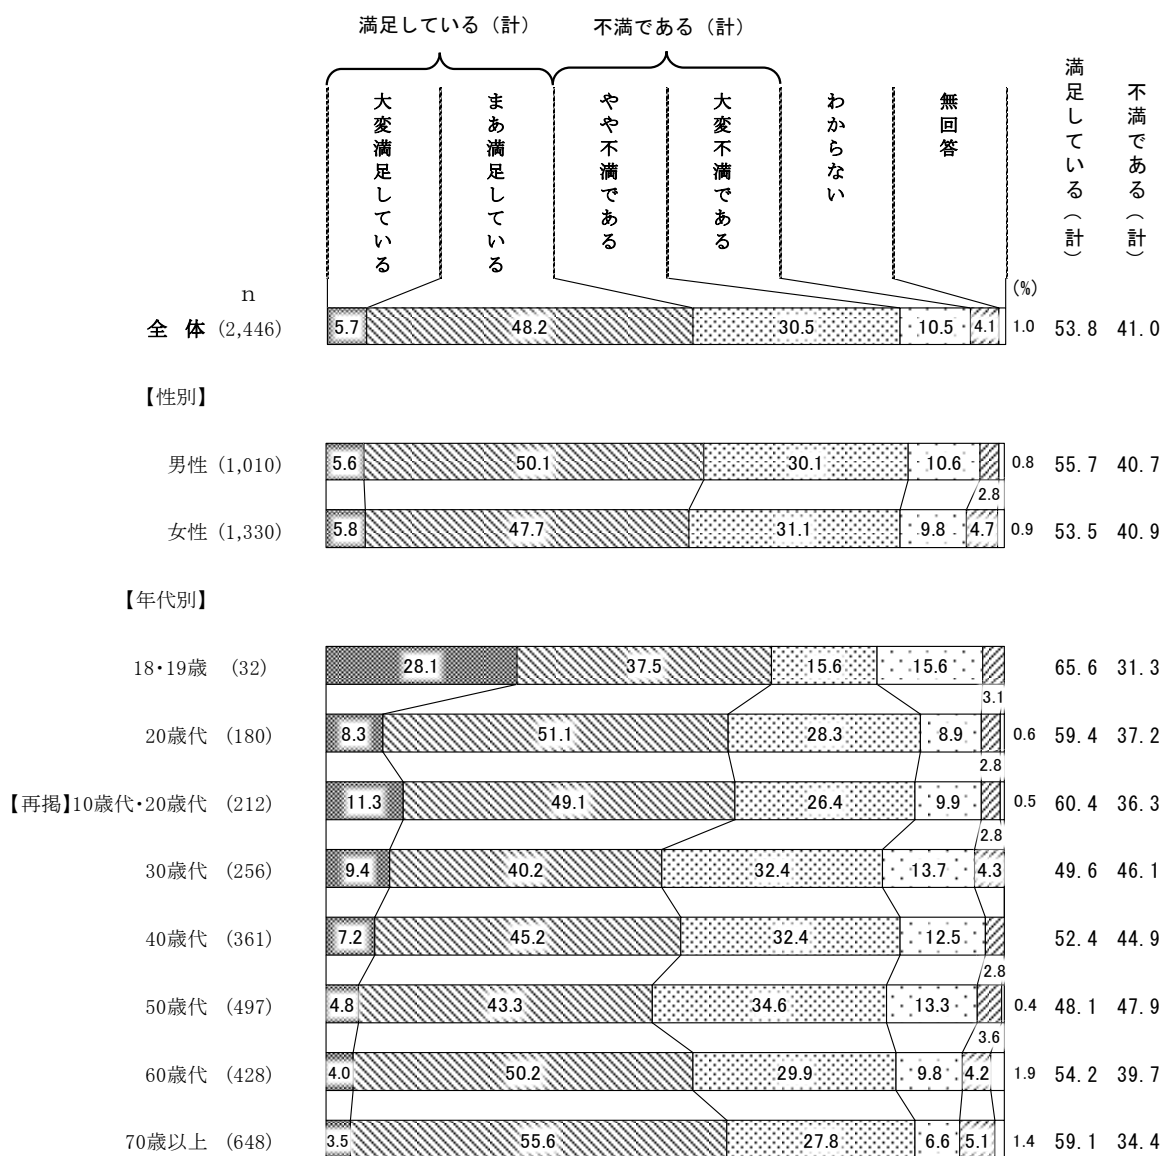 満足している（計） 不満である（計）
大変満足している
まあ満足している
やや不満である
大変不満である
わからない
無回答
満足している（計）
不満である（計）
n (%)
全 体 (2,446) 5.7 48.2 30.5 10.5 4.1 1.0 53.8 41.0
【性別】
男性 (1,010) 5.6 50.1 30.1 10.6 0.8 55.7 40.7
2.8
女性 (1,330) 5.8 47.7 31.1 9.8 4.7 0.9 53.5 40.9
【年代別】
18・19歳 (32) 28.1 37.5 15.6 15.6 65.6 31.3
3.1
20歳代 (180) 8.3 51.1 28.3 8.9 0.6 59.4 37.2
2.8
【再掲】10歳代・20歳代 (212) 11.3 49.1 26.4 9.9 0.5 60.4 36.3
2.8
30歳代 (256) 9.4 40.2 32.4 13.7 4.3 49.6 46.1
40歳代 (361) 7.2 45.2 32.4 12.5 52.4 44.9
2.8
50歳代 (497) 4.8 43.3 34.6 13.3 0.4 48.1 47.9
3.6
60歳代 (428) 4.0 50.2 29.9 9.8 4.2 1.9 54.2 39.7
70歳以上 (648) 3.5 55.6 27.8 6.6 5.1 1.4 59.1 34.4